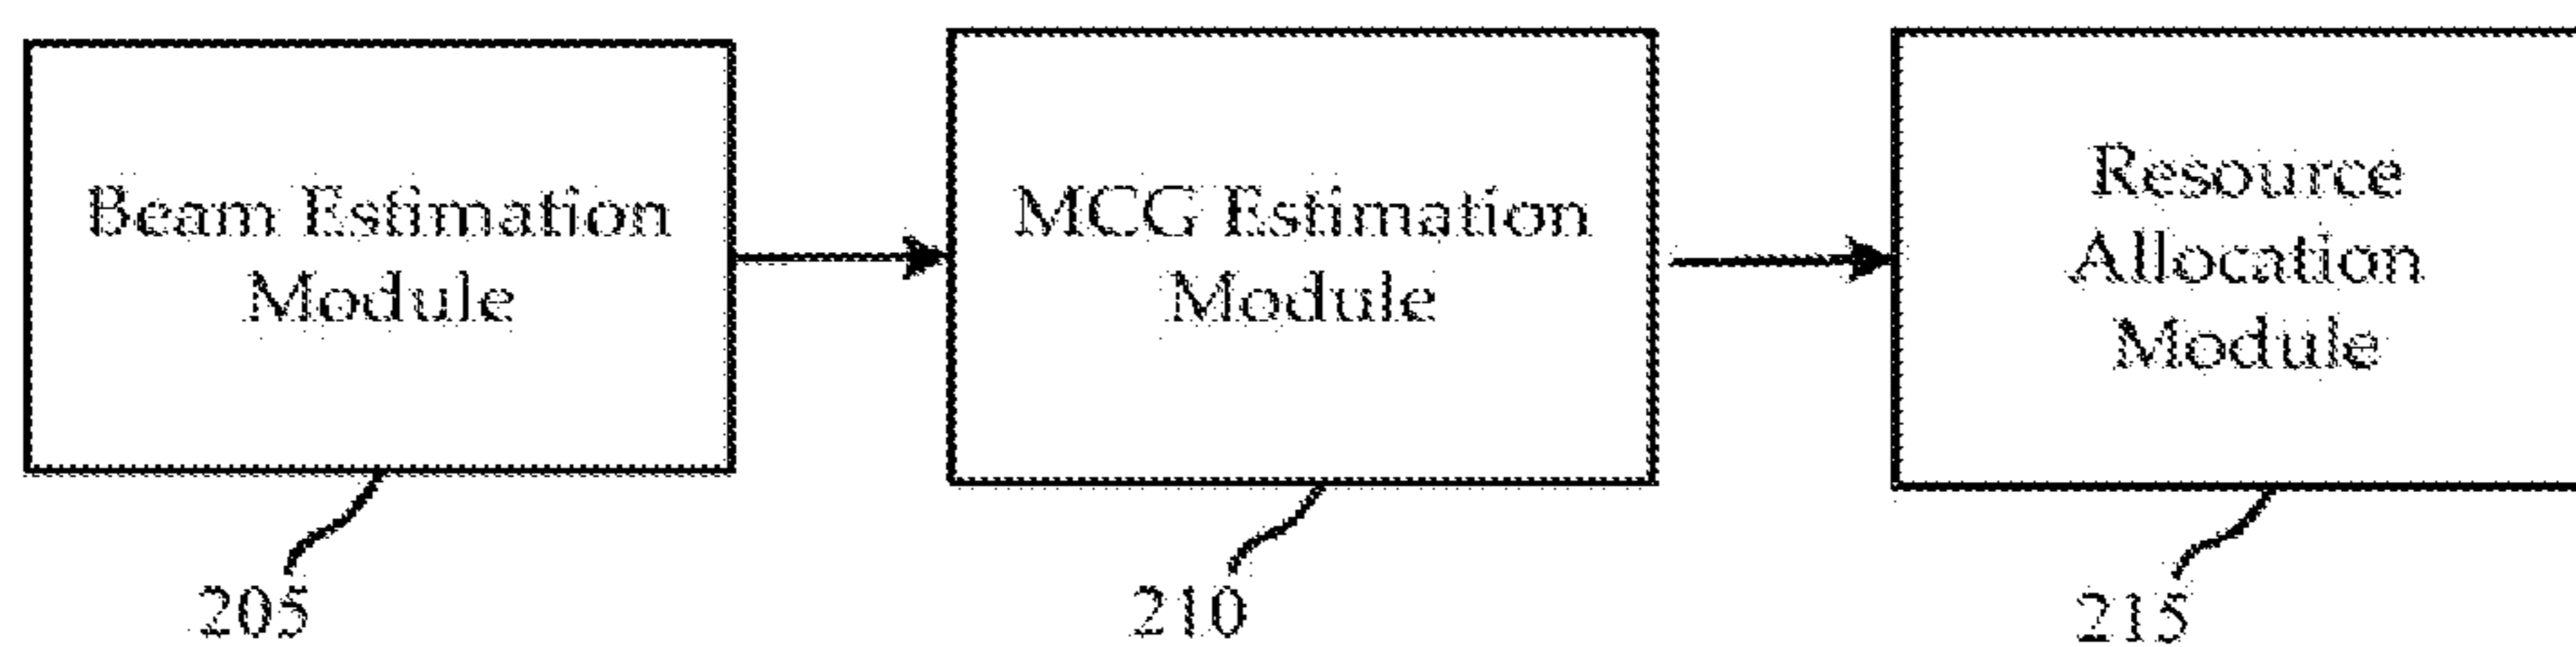 Beam Estimation
Module
MCG Estimation
Module
Resource
Allocation
Module
205
210
215